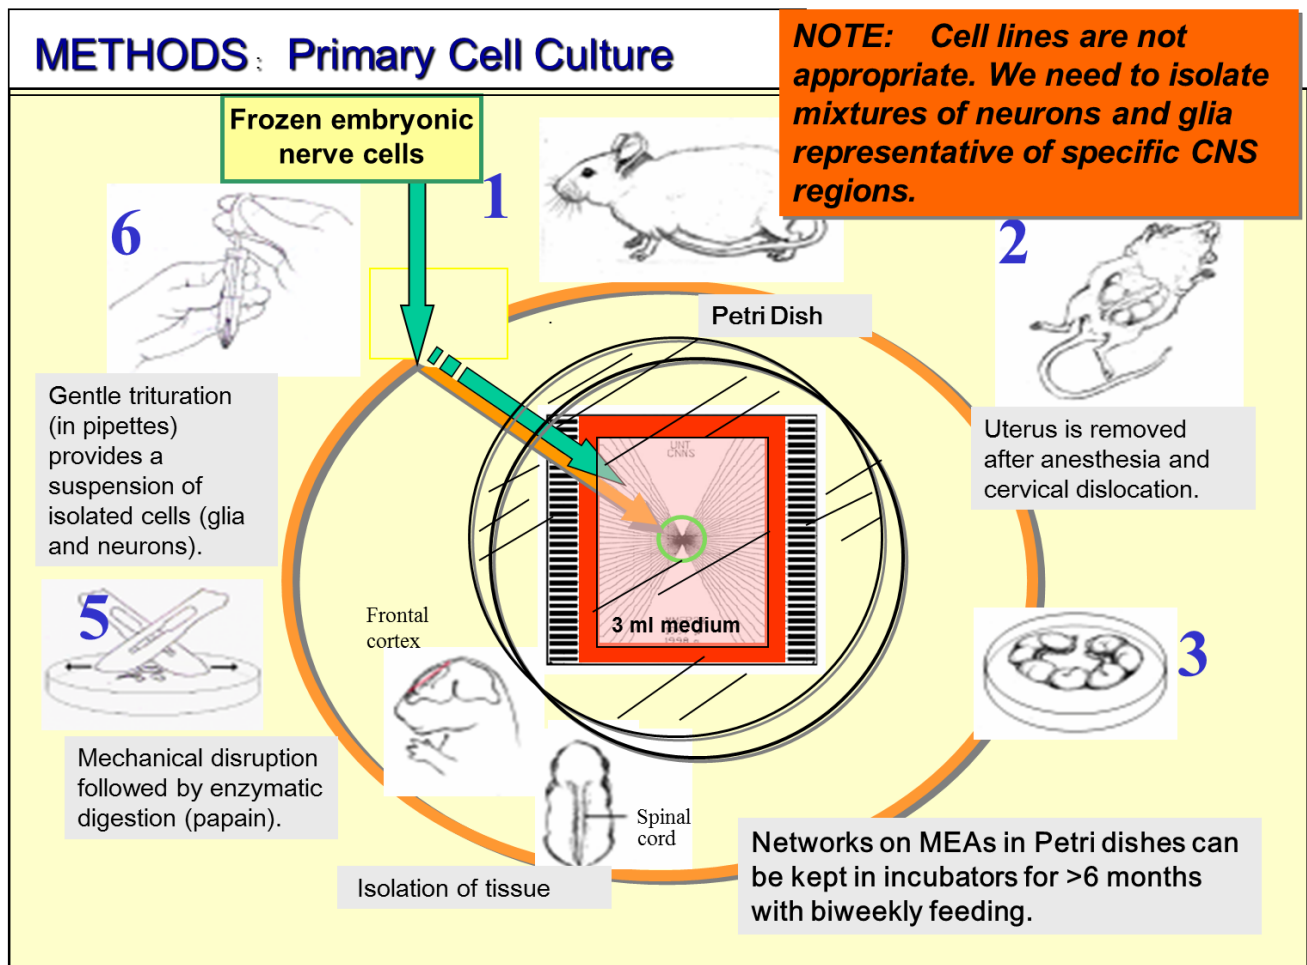 METHODS : Primary Cell Culture
NOTE: Cell lines are not
appropriate. We need to isolate
mixtures of neurons and glia
representative of specific CNS
regions.
Frozen embryonic
nerve cells
1
6
2
Petri Dish
Gentle trituration
(in pipettes)
provides a
suspension of
isolated cells (glia
and neurons).
Uterus is removed
after anesthesia and
cervical dislocation.
UNT
CNNS
3 ml medium
1998
5
Frontal
cortex
3
Mechanical disruption
followed by enzymatic
digestion (papain).
Spinal
cord
Isolation of tissue
Networks on MEAs in Petri dishes can
be kept in incubators for >6 months
with biweekly feeding.